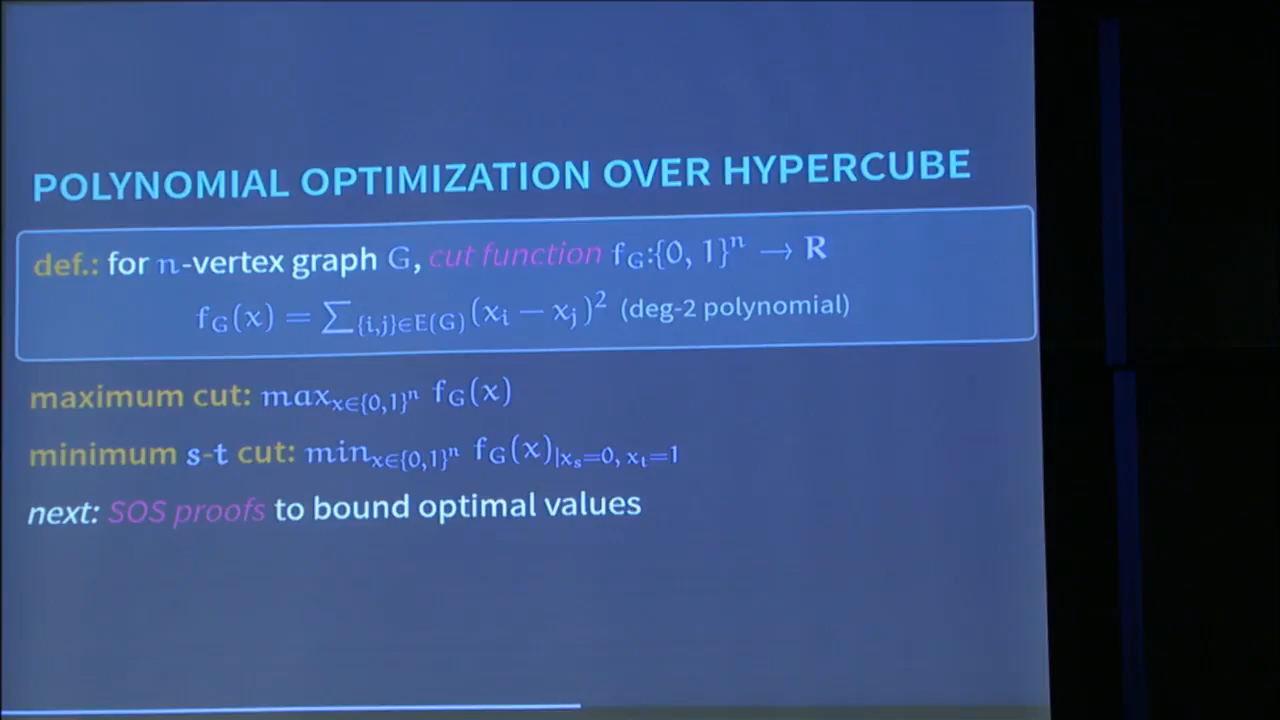 POLYNOMIAL OPTIMIZATION OVER HYPERCUBE
def.: for n-vertex graph G, cut function f_G:{0, 1}^n → R
f_G(x) = ∑_{{i,j}∈E(G)} (x_i − x_j)^2 (deg-2 polynomial)
maximum cut: max_{x∈{0,1}^n} f_G(x)
minimum s-t cut: min_{x∈{0,1}^n} f_G(x)_{|x_s=0, x_t=1}
next: SOS proofs to bound optimal values